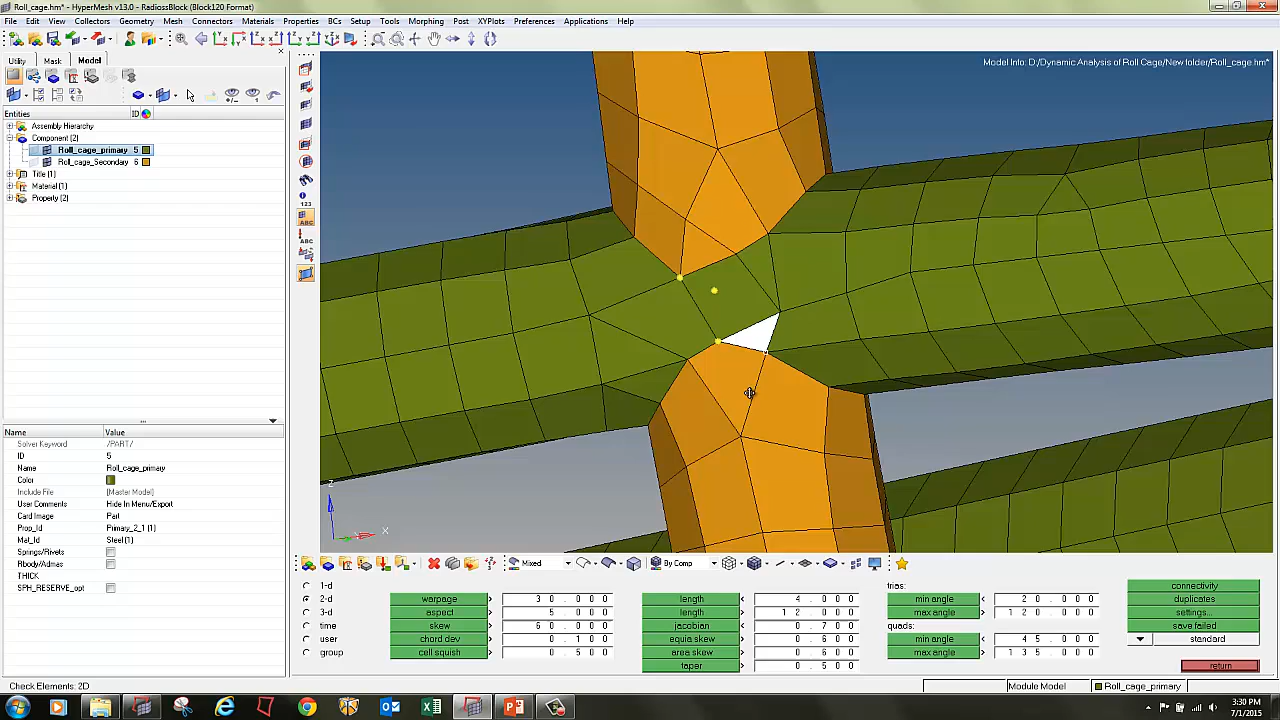 Roll_cage.hm* - HyperMesh v13.0 - RadiossBlock (Block120 Format)
File Edit View Collectors Geometry Mesh Connectors Materials Properties BCs Setup Tools Morphing Post XYPlots Preferences Applications Help
Utility Mask Model
Model Info: D:/Dynamic Analysis of Roll Cage/New folder/Roll_cage.hm*
Entities ID
Assembly Hierarchy
Component (2)
Roll_cage_primary 5
Roll_cage_Secondary 6
Title (1)
Material (1)
Property (2)
123
ABC
ABC
Name Value
Solver Keyword /PART/
ID 5
Name Roll_cage_primary
Color
Include File [Master Model]
User Comments Hide In Menu/Export
Card Image Part
Prop_Id Primary_2_1 (1)
Mat_Id Steel (1)
Springs/Rivets
Rbody/Admas
THICK
SPH_RESERVE_opt
Z
X
Mixed By Comp
1-d
2-d
3-d
time
user
group
warpage > 30.000
aspect > 5.000
skew > 60.000
chord dev > 0.100
cell squish > 0.500
length < 4.000
length > 12.000
jacobian < 0.700
equia skew > 0.600
area skew > 0.600
taper > 0.500
trias:
min angle < 20.000
max angle > 120.000
quads:
min angle < 45.000
max angle > 135.000
connectivity
duplicates
settings...
save failed
standard
return
Check Elements: 2D
Module Model Roll_cage_primary
3:30 PM
7/1/2015